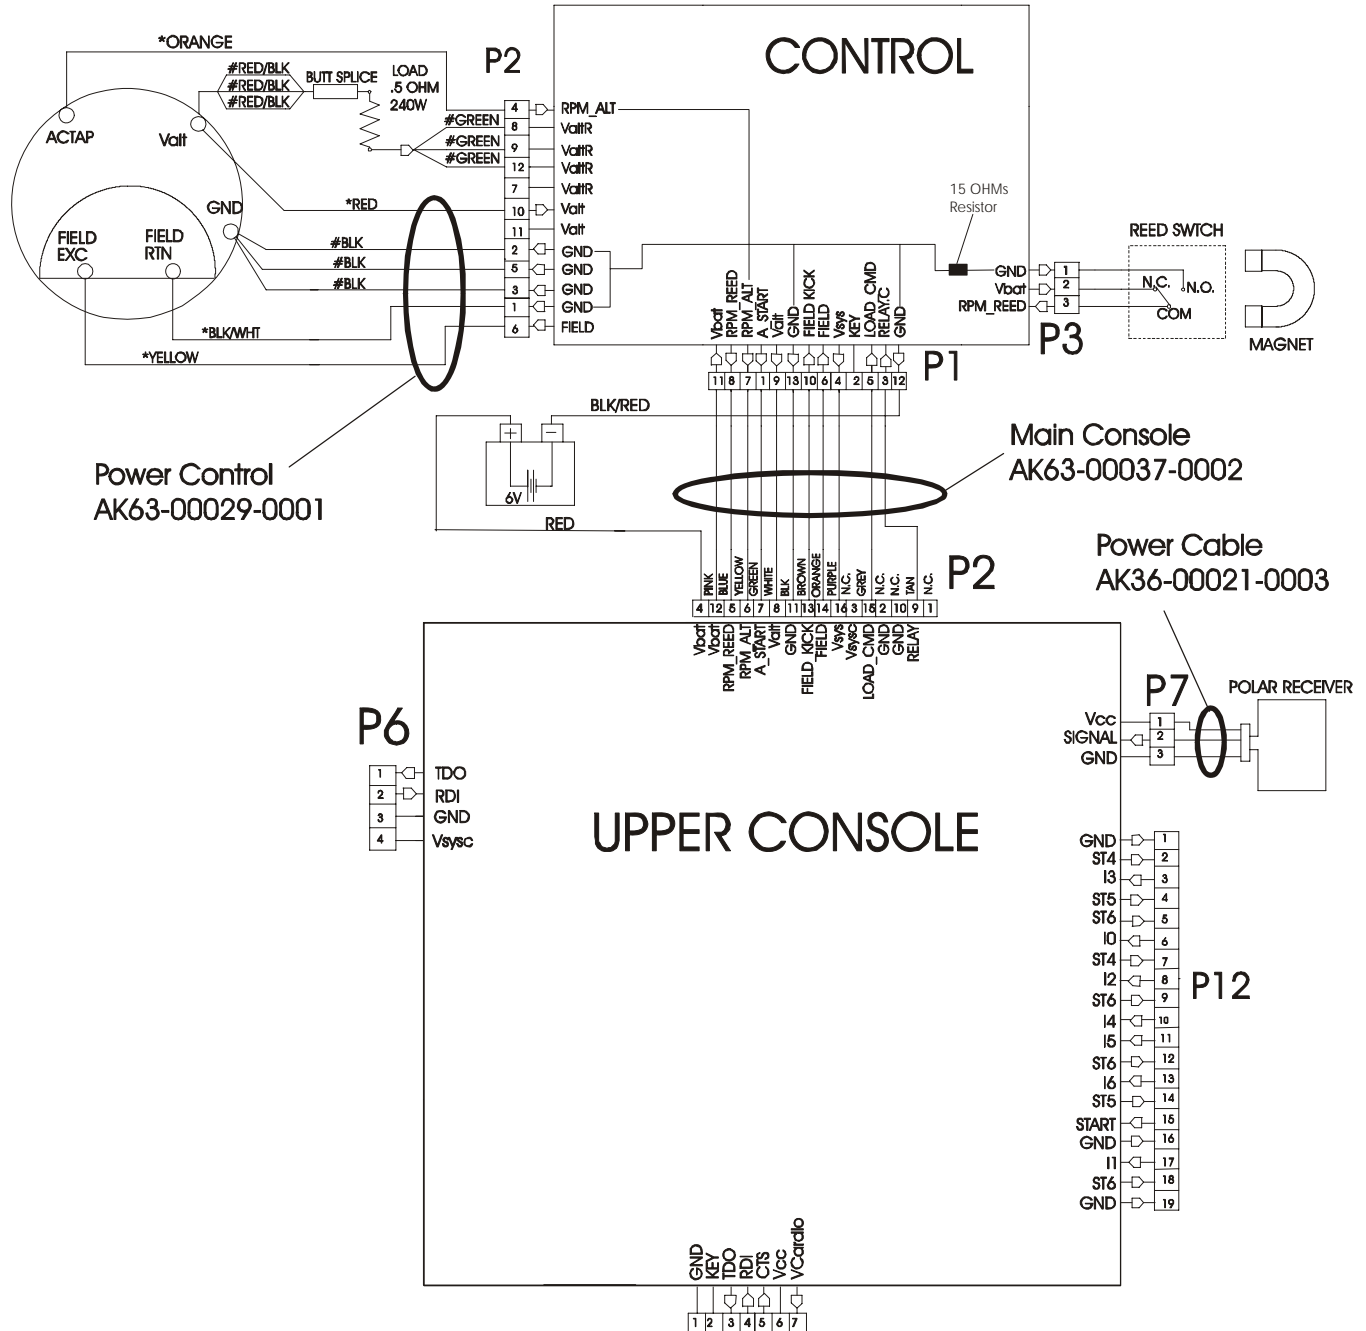 CONTROL
*ORANGE
P2
#RED/BLK
#RED/BLK
#RED/BLK
BUTT SPLICE
LOAD
.5 OHM
240W
ACTAP
Valt
GND
FIELD
EXC
FIELD
RTN
#GREEN
#GREEN
#GREEN
*RED
#BLK
#BLK
#BLK
*BLK/WHT
*YELLOW
4 RPM_ALT
8 ValtR
9 ValtR
12 ValtR
7 ValtR
10 Valt
11 Valt
2 GND
5 GND
3 GND
1 GND
6 FIELD
15 OHMs
Resistor
GND 1
Vbat 2
RPM_REED 3
P3
REED SWTCH
N.C.
N.O.
COM
MAGNET
Vbat
RPM_REED
RPM_ALT
A_START
Valt
GND
FIELD_KICK
FIELD
Vsys
KEY
LOAD_CMD
RELAY.C
GND
11 8 7 1 9 13 10 6 4 2 5 3 12
P1
BLK/RED
+ −
6V
RED
Power Control
AK63-00029-0001
Main Console
AK63-00037-0002
Power Cable
AK36-00021-0003
PINK
BLUE
YELLOW
GREEN
WHITE
BLK
BROWN
ORANGE
PURPLE
N.C.
GREY
N.C.
N.C.
TAN
N.C.
P2
4 12 5 6 7 8 11 13 14 16 3 15 2 10 9 1
Vbat
Vbat
RPM_REED
RPM_ALT
A_START
Valt
GND
FIELD_KICK
FIELD
Vsys
Vsysc
LOAD_CMD
GND
GND
RELAY
P7
POLAR RECEIVER
Vcc 1
SIGNAL 2
GND 3
P6
1 TDO
2 RDI
3 GND
4 Vsysc
UPPER CONSOLE
GND 1
ST4 2
I3 3
ST5 4
ST6 5
I0 6
ST4 7
I2 8
ST6 9
I4 10
I5 11
ST6 12
I6 13
ST5 14
START 15
GND 16
I1 17
ST6 18
GND 19
P12
GND
KEY
TDO
RDI
CTS
Vcc
VCardio
1 2 3 4 5 6 7